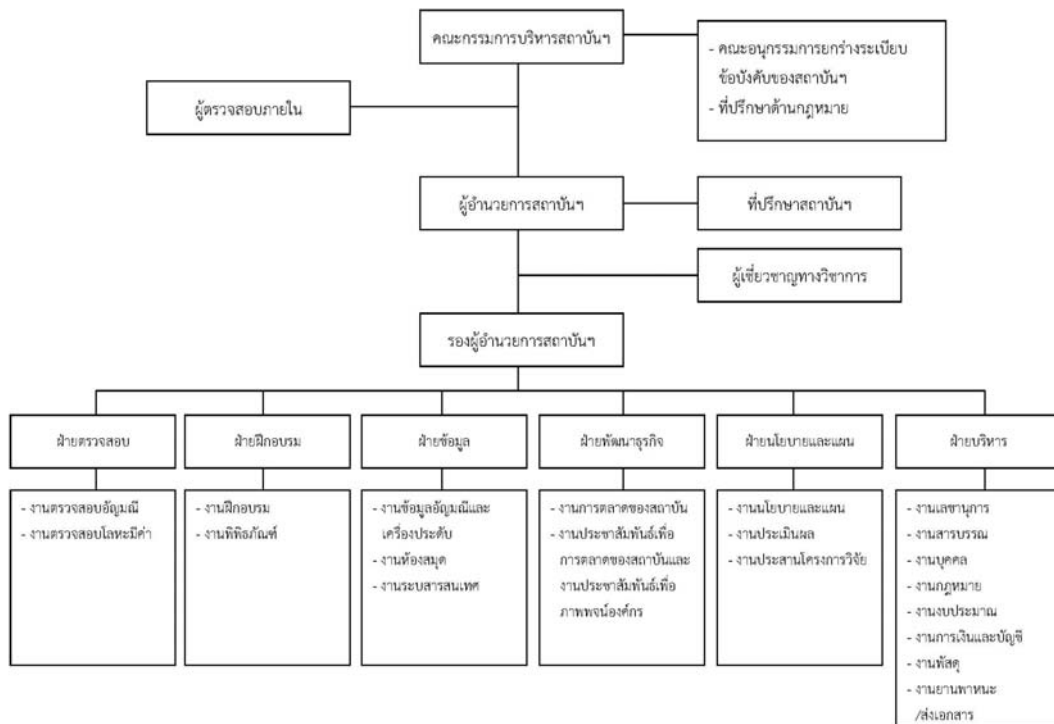 คณะกรรมการบริหารสถาบันฯ
- คณะอนุกรรมการยกร่างระเบียบ
ข้อบังคับของสถาบันฯ
- ที่ปรึกษาด้านกฎหมาย
ผู้ตรวจสอบภายใน
ผู้อำนวยการสถาบันฯ
ที่ปรึกษาสถาบันฯ
ผู้เชี่ยวชาญทางวิชาการ
รองผู้อำนวยการสถาบันฯ
ฝ่ายตรวจสอบ
- งานตรวจสอบอัญมณี
- งานตรวจสอบโลหะมีค่า
ฝ่ายฝึกอบรม
- งานฝึกอบรม
- งานพิพิธภัณฑ์
ฝ่ายข้อมูล
- งานข้อมูลอัญมณีและ
เครื่องประดับ
- งานห้องสมุด
- งานระบบสารสนเทศ
ฝ่ายพัฒนาธุรกิจ
- งานการตลาดของสถาบัน
- งานประชาสัมพันธ์เพื่อ
การตลาดของสถาบันและ
งานประชาสัมพันธ์เพื่อ
ภาพพจน์องค์กร
ฝ่ายนโยบายและแผน
- งานนโยบายและแผน
- งานประเมินผล
- งานประสานโครงการวิจัย
ฝ่ายบริหาร
- งานเลขานุการ
- งานสารบรรณ
- งานบุคคล
- งานกฎหมาย
- งานงบประมาณ
- งานการเงินและบัญชี
- งานพัสดุ
- งานยานพาหนะ
/ส่งเอกสาร